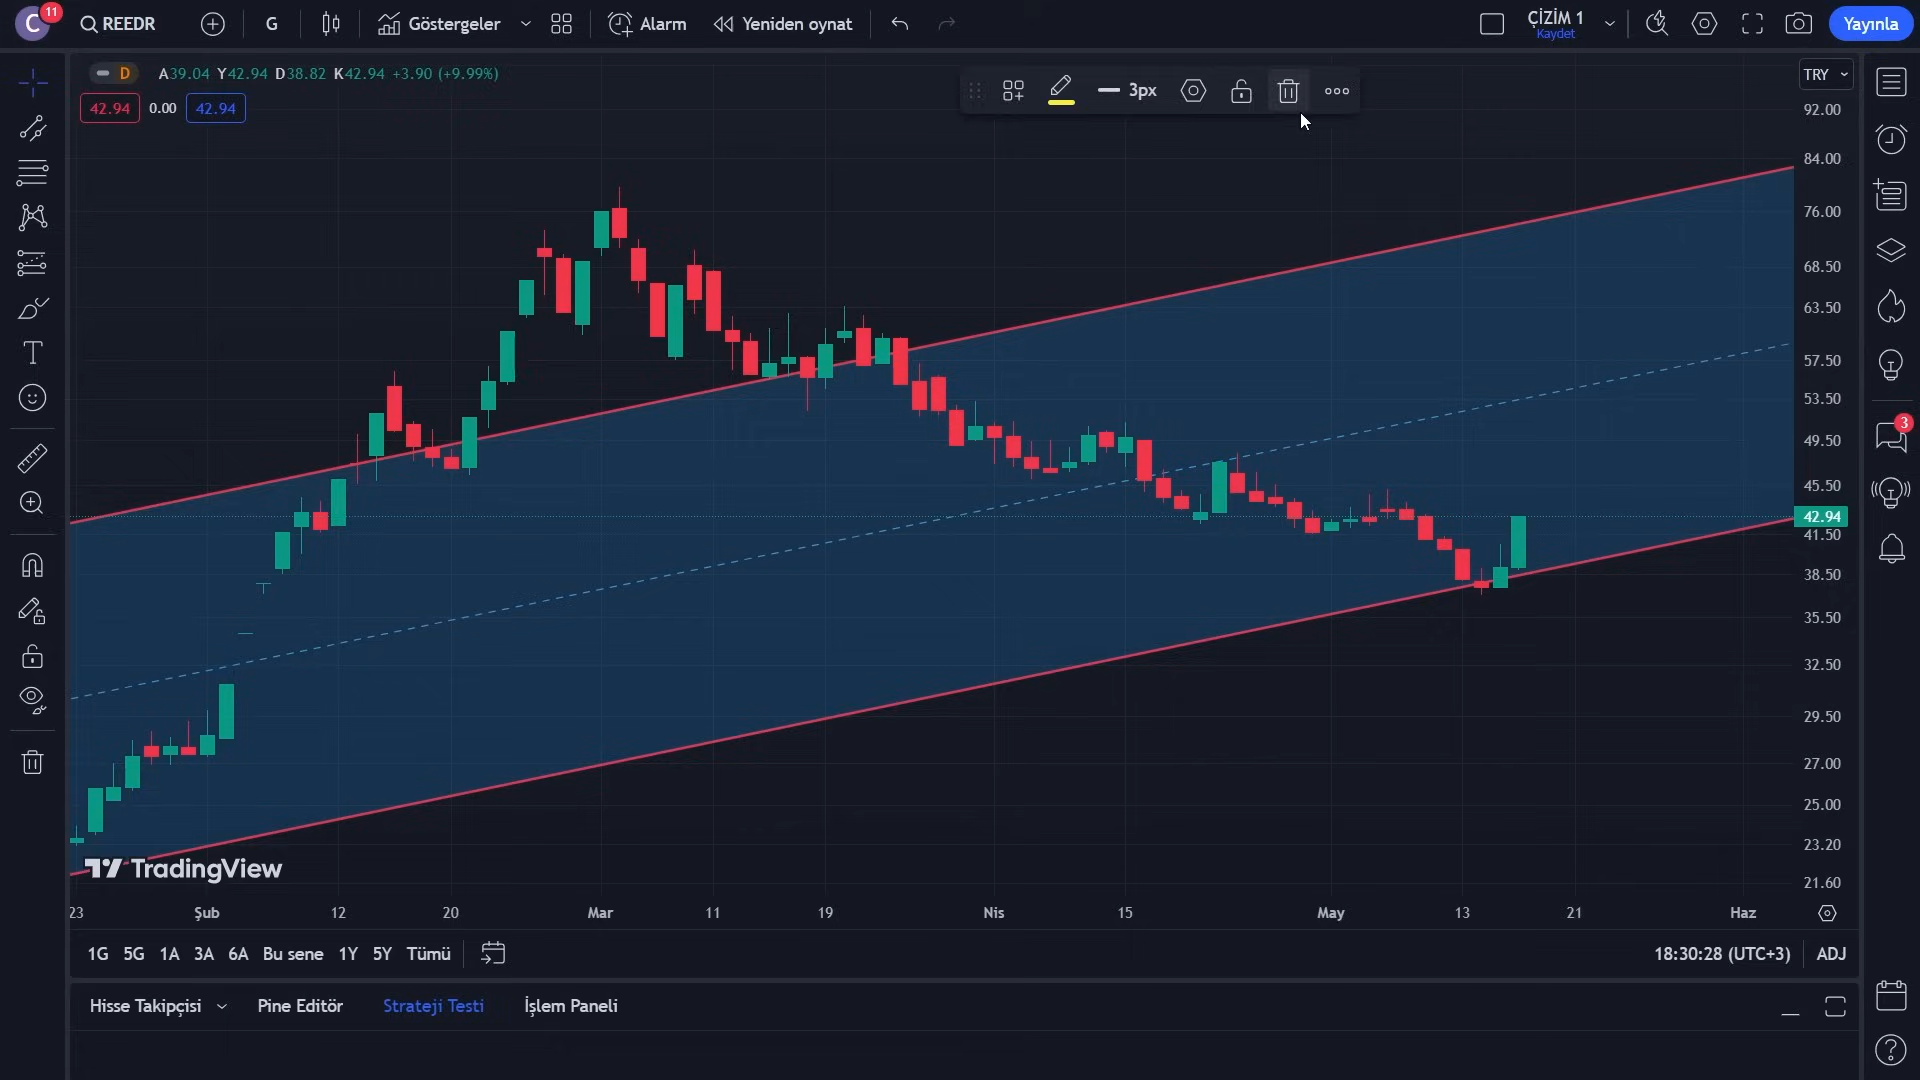 C 11 REEDR G Göstergeler Alarm Yeniden oynat ÇİZİM 1 Kaydet Yayınla
D A39.04 Y42.94 D38.82 K42.94 +3.90 (+9.99%)
42.94 0.00 42.94
3px
TRY
92.00
84.00
76.00
68.50
63.50
57.50
53.50
49.50
45.50
42.94
41.50
38.50
35.50
32.50
29.50
27.00
25.00
23.20
21.60
3
TradingView
23 Şub 12 20 Mar 11 19 Nis 15 May 13 21 Haz
1G 5G 1A 3A 6A Bu sene 1Y 5Y Tümü 18:30:28 (UTC+3) ADJ
Hisse Takipçisi Pine Editör Strateji Testi İşlem Paneli